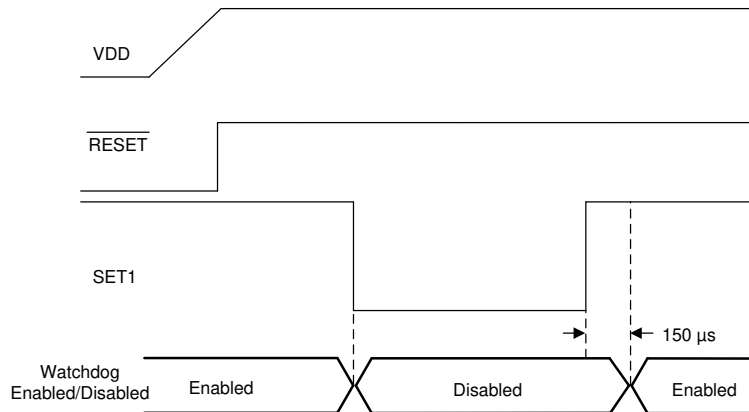 VDD
RESET
SET1
150 µs
Watchdog
Enabled/Disabled
Enabled
Disabled
Enabled